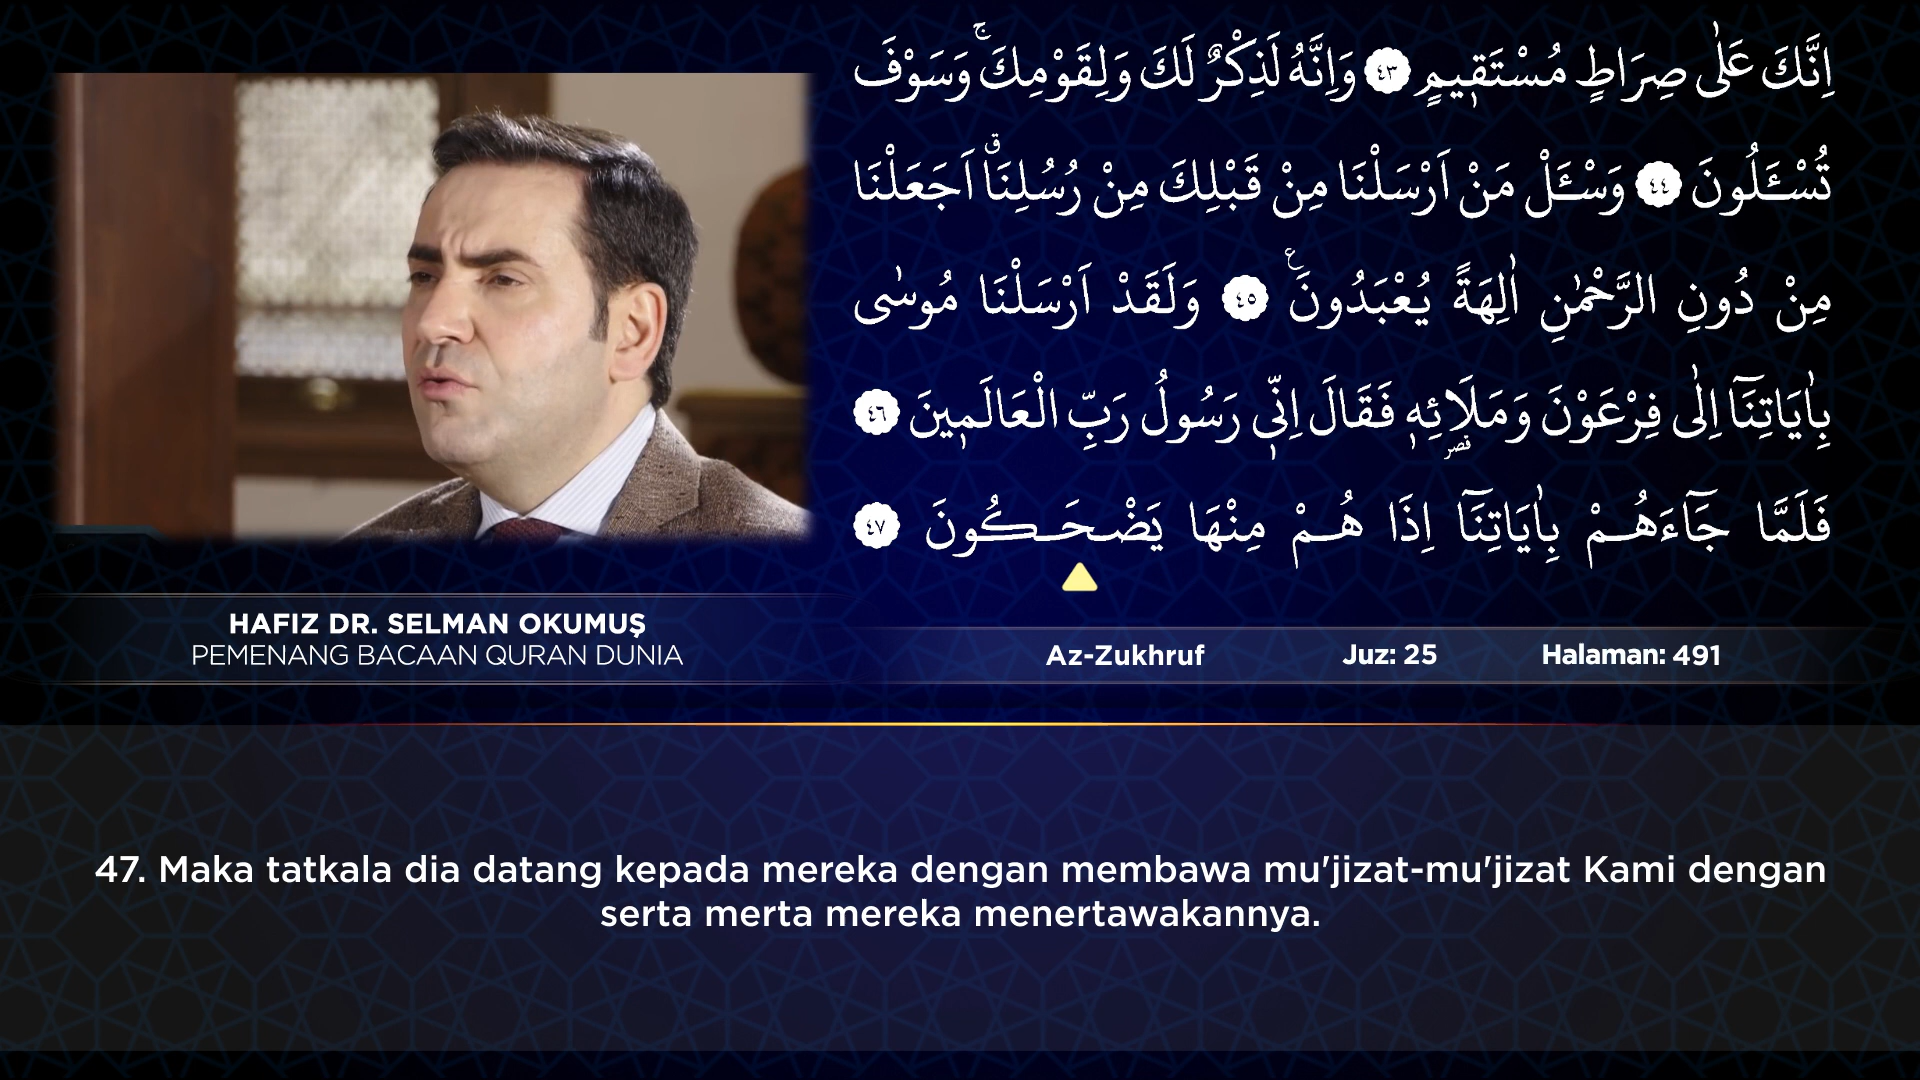 اِنَّكَ عَلٰى صِرَاطٍ مُسْتَقٖيمٍ ﴿٤٣﴾ وَاِنَّهُ لَذِكْرٌ لَكَ وَلِقَوْمِكَۚ وَسَوْفَ
تُسْـَٔلُونَ ﴿٤٤﴾ وَسْـَٔلْ مَنْ اَرْسَلْنَا مِنْ قَبْلِكَ مِنْ رُسُلِنَاۗ اَجَعَلْنَا
مِنْ دُونِ الرَّحْمٰنِ اٰلِهَةً يُعْبَدُونَࣖ ﴿٤٥﴾ وَلَقَدْ اَرْسَلْنَا مُوسٰى
بِاٰيَاتِنَٓا اِلٰى فِرْعَوْنَ وَمَلَا۬ئِهٖ فَقَالَ اِنّٖي رَسُولُ رَبِّ الْعَالَمٖينَ ﴿٤٦﴾
فَلَمَّا جَٓاءَهُمْ بِاٰيَاتِنَٓا اِذَا هُمْ مِنْهَا يَضْحَكُونَ ﴿٤٧﴾
HAFIZ DR. SELMAN OKUMUŞ
PEMENANG BACAAN QURAN DUNIA
Az-Zukhruf Juz: 25 Halaman: 491
47. Maka tatkala dia datang kepada mereka dengan membawa mu'jizat-mu'jizat Kami dengan
serta merta mereka menertawakannya.